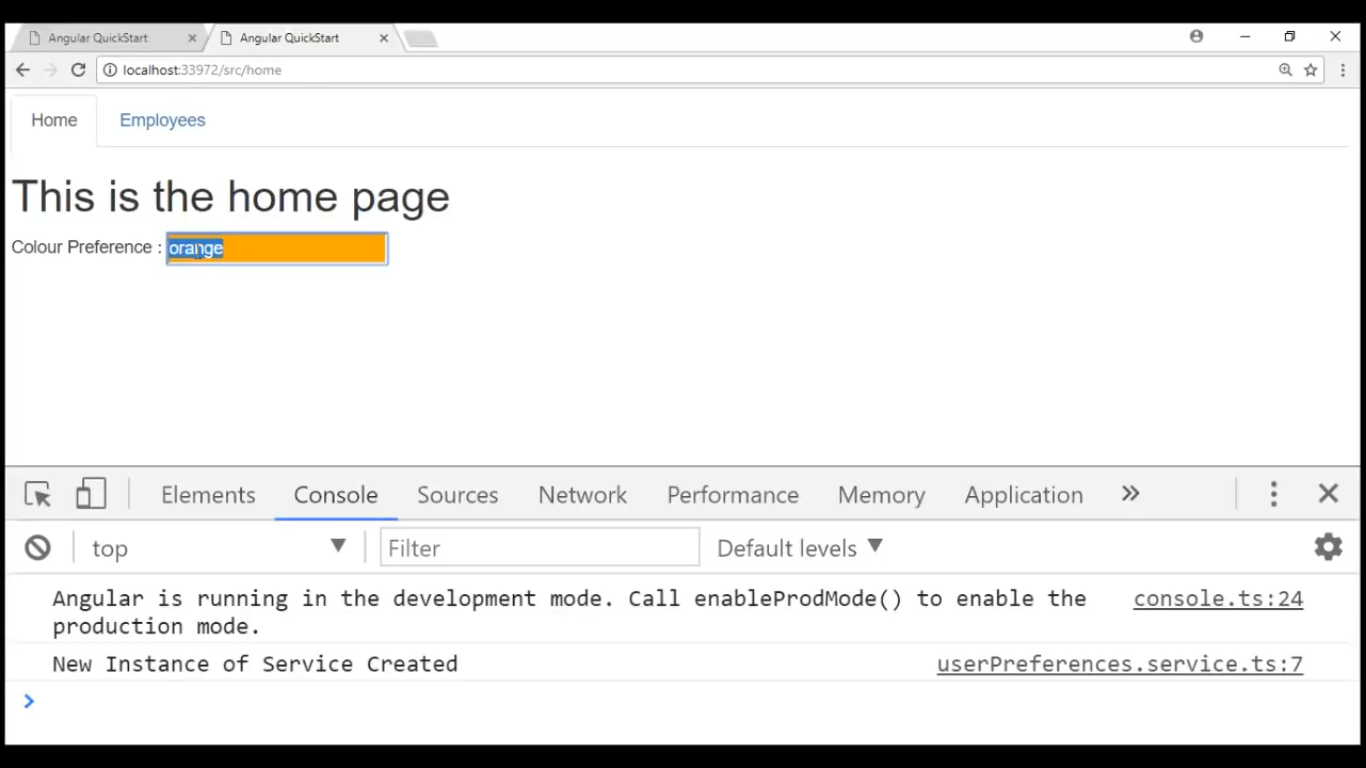 Angular QuickStart
Angular QuickStart
localhost:33972/src/home
Home
Employees
This is the home page
Colour Preference : orange
Elements
Console
Sources
Network
Performance
Memory
Application
top
Filter
Default levels
Angular is running in the development mode. Call enableProdMode() to enable the
production mode.
console.ts:24
New Instance of Service Created
userPreferences.service.ts:7